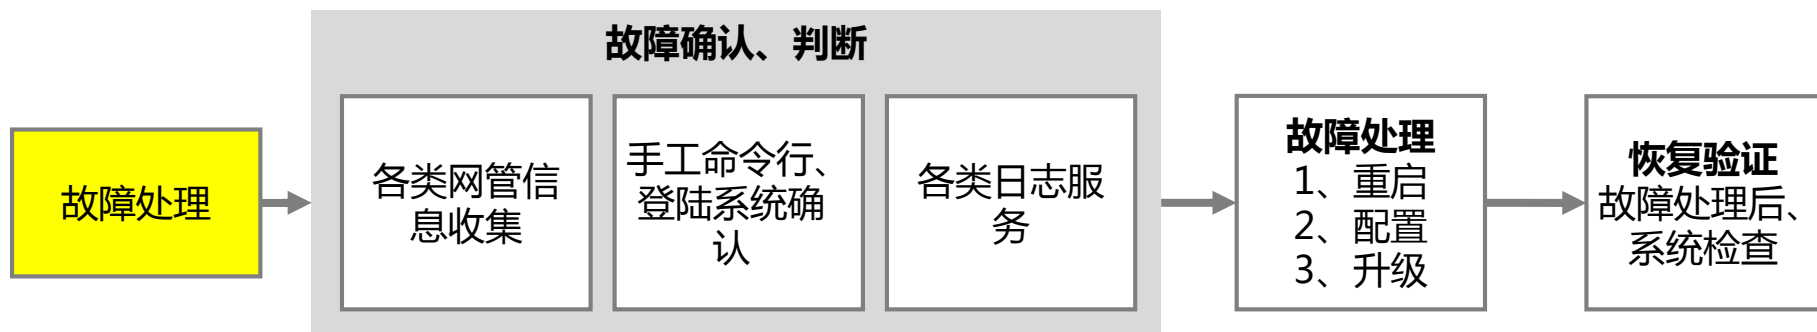 故障确认、判断
故障处理
各类网管信
息收集
手工命令行、
登陆系统确
认
各类日志服
务
故障处理
1、重启
2、配置
3、升级
恢复验证
故障处理后、
系统检查